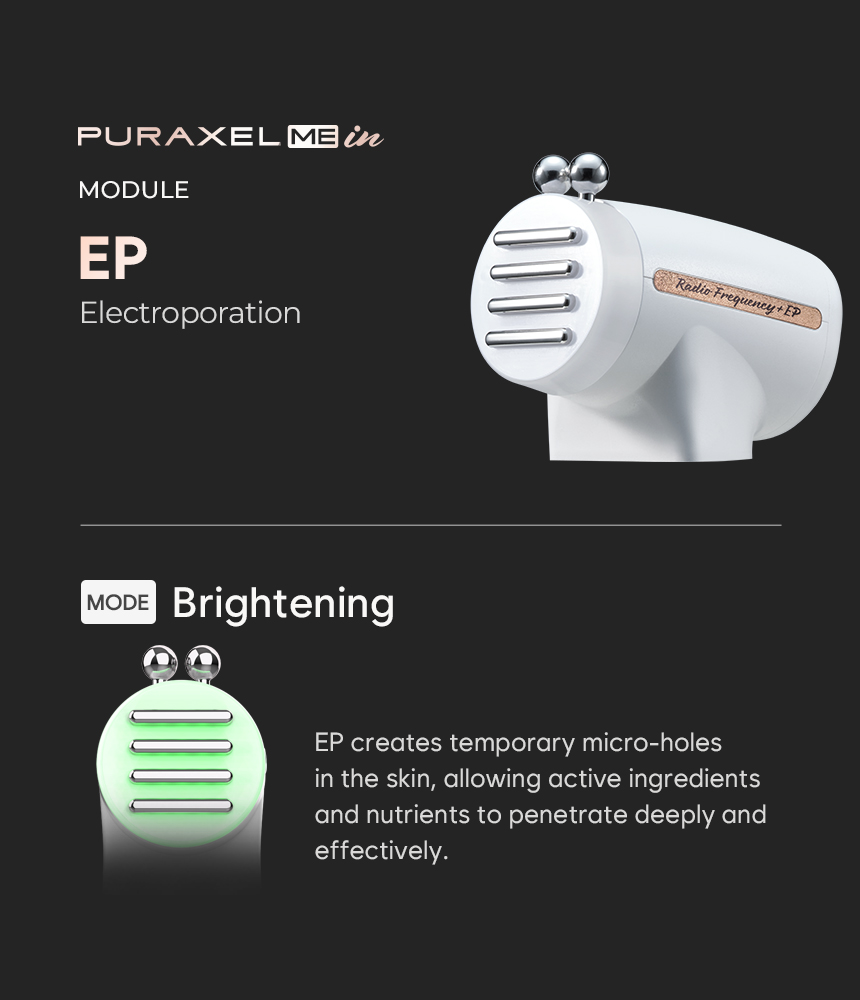 PURAXEL ME in
MODULE
EP
Electroporation
Radio Frequency+EP
MODE Brightening
EP creates temporary micro-holes
in the skin, allowing active ingredients
and nutrients to penetrate deeply and
effectively.